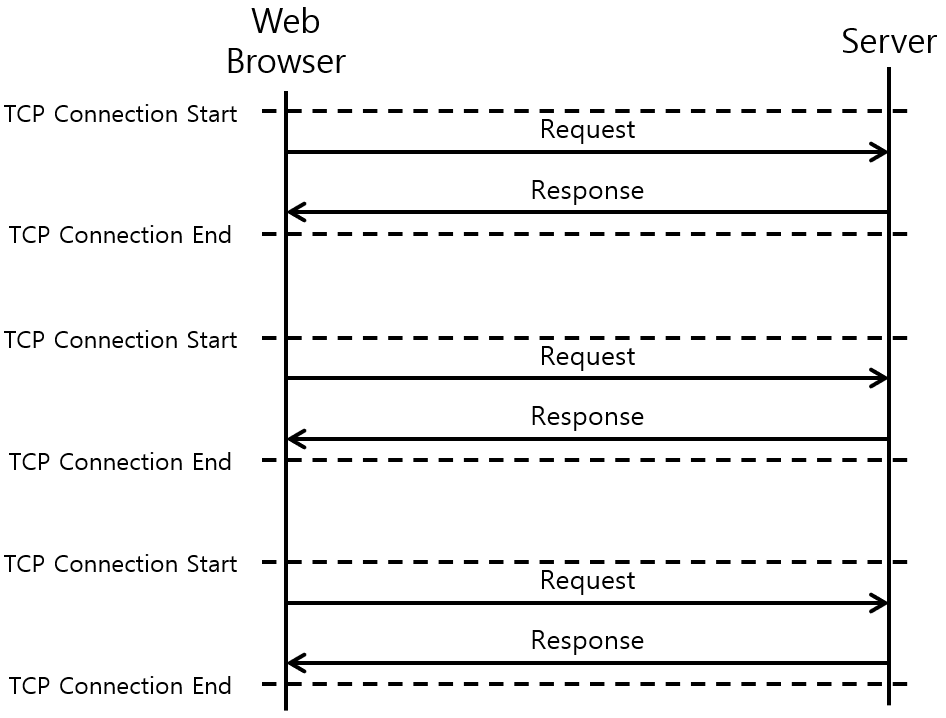 Web
Browser
Server
TCP Connection Start
Request
Response
TCP Connection End
TCP Connection Start
Request
Response
TCP Connection End
TCP Connection Start
Request
Response
TCP Connection End